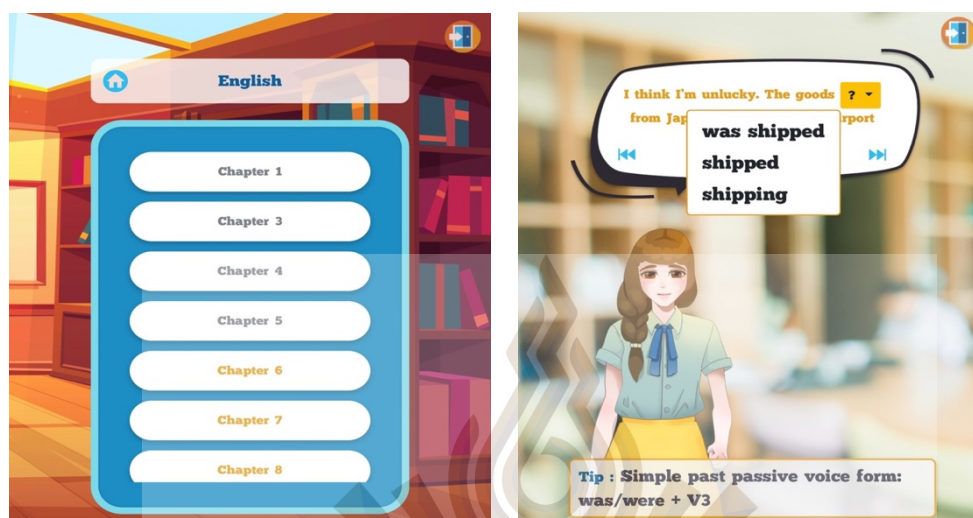 English
Chapter 1
Chapter 3
Chapter 4
Chapter 5
Chapter 6
Chapter 7
Chapter 8
I think I'm unlucky. The goods ?
from Jap rport
was shipped
shipped
shipping
Tip : Simple past passive voice form:
was/were + V3